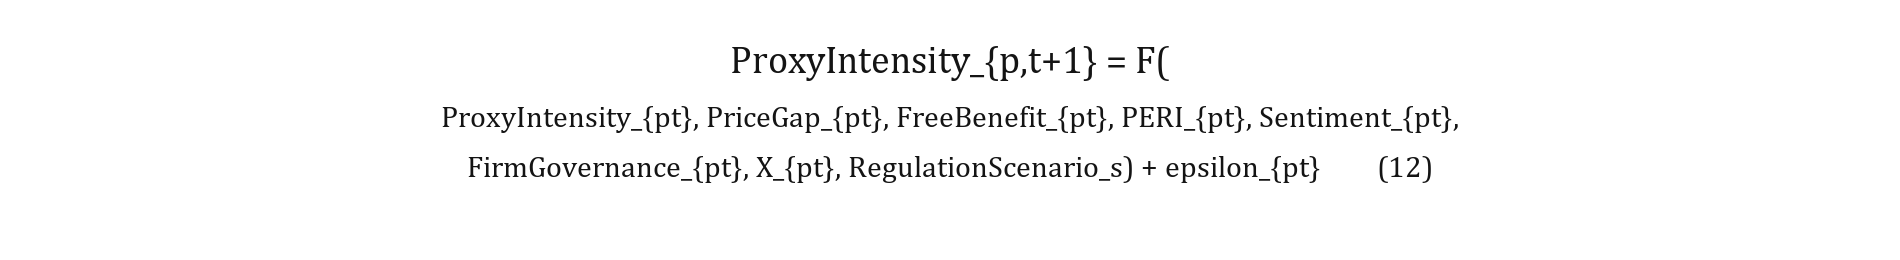 ProxyIntensity_{p,t+1} = F(
ProxyIntensity_{pt}, PriceGap_{pt}, FreeBenefit_{pt}, PERI_{pt}, Sentiment_{pt},
FirmGovernance_{pt}, X_{pt}, RegulationScenario_s) + epsilon_{pt} (12)